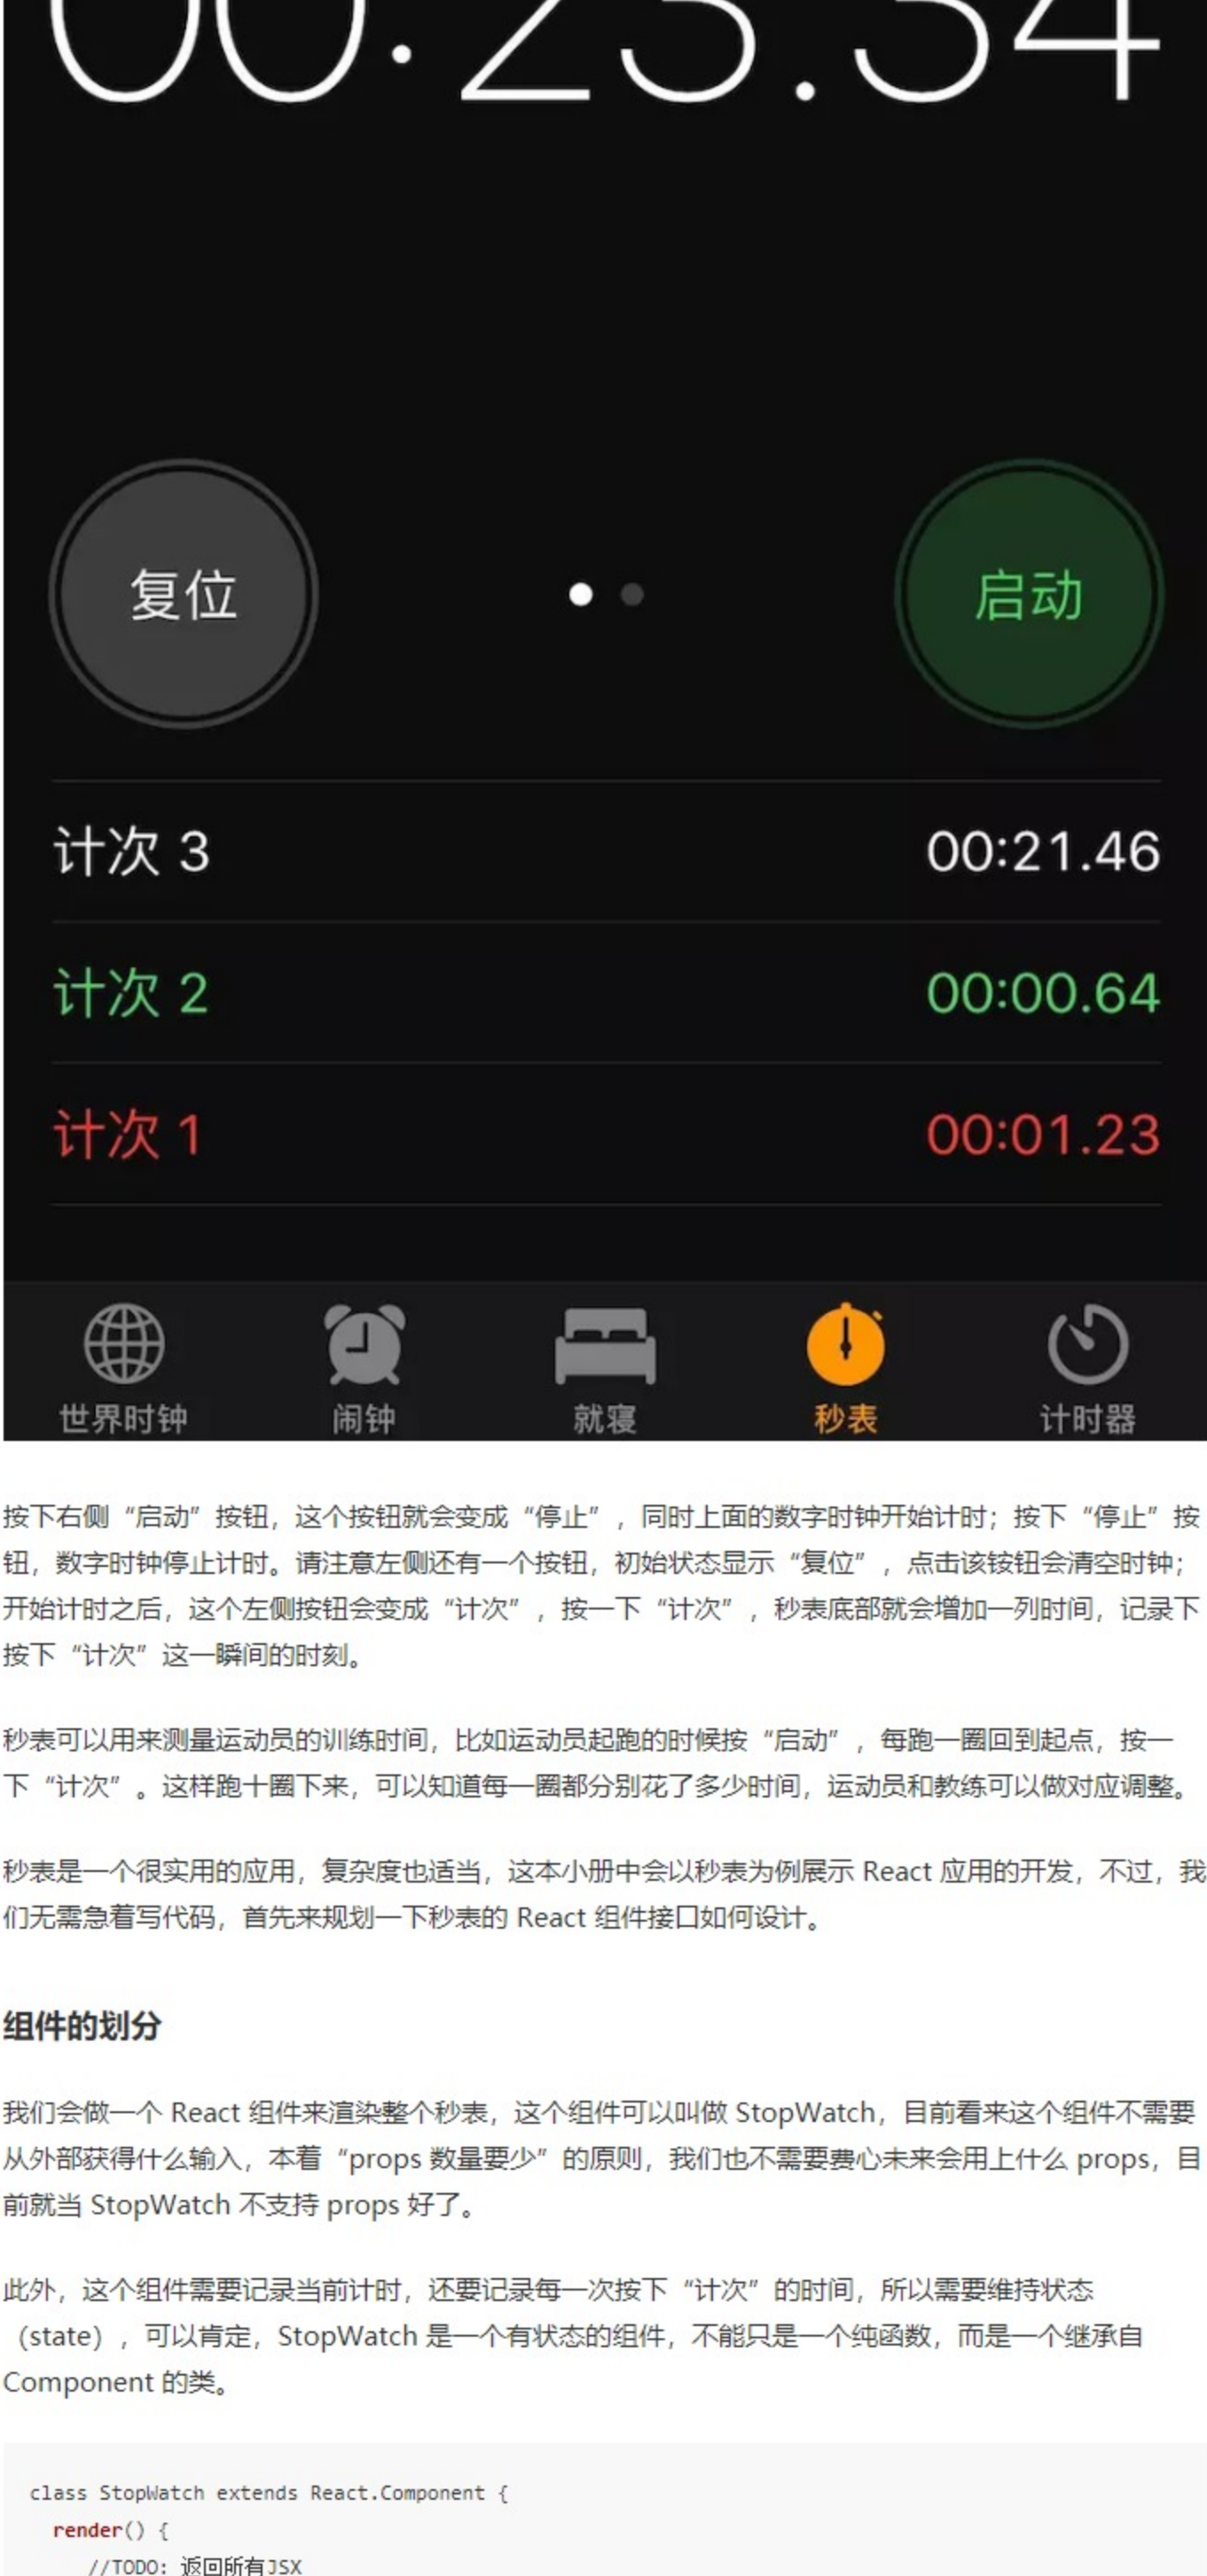 00:23.34
复位
启动
计次 3 00:21.46
计次 2 00:00.64
计次 1 00:01.23
世界时钟 闹钟 就寝 秒表 计时器
按下右侧“启动”按钮，这个按钮就会变成“停止”，同时上面的数字时钟开始计时；按下“停止”按
钮，数字时钟停止计时。请注意左侧还有一个按钮，初始状态显示“复位”，点击该铵钮会清空时钟；
开始计时之后，这个左侧按钮会变成“计次”，按一下“计次”，秒表底部就会增加一列时间，记录下
按下“计次”这一瞬间的时刻。
秒表可以用来测量运动员的训练时间，比如运动员起跑的时候按“启动”，每跑一圈回到起点，按一
下“计次”。这样跑十圈下来，可以知道每一圈都分别花了多少时间，运动员和教练可以做对应调整。
秒表是一个很实用的应用，复杂度也适当，这本小册中会以秒表为例展示 React 应用的开发，不过，我
们无需急着写代码，首先来规划一下秒表的 React 组件接口如何设计。
组件的划分
我们会做一个 React 组件来渲染整个秒表，这个组件可以叫做 StopWatch，目前看来这个组件不需要
从外部获得什么输入，本着“props 数量要少”的原则，我们也不需要费心未来会用上什么 props，目
前就当 StopWatch 不支持 props 好了。
此外，这个组件需要记录当前计时，还要记录每一次按下“计次”的时间，所以需要维持状态
（state），可以肯定，StopWatch 是一个有状态的组件，不能只是一个纯函数，而是一个继承自
Component 的类。
class StopWatch extends React.Component {
render() {
//TODO: 返回所有JSX